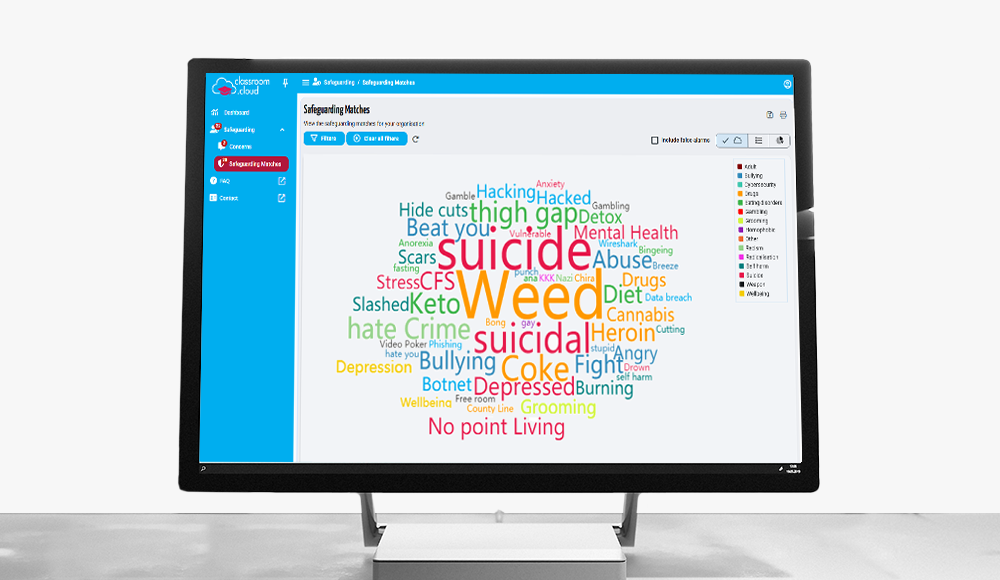 classroom
.cloud
Safeguarding / Safeguarding Matches
Dashboard
Safeguarding
Concerns
Safeguarding Matches
FAQ
Contact
Safeguarding Matches
View the safeguarding matches for your organisation
Filters
Clear all filters
Include false alarms
Anxiety
Gamble
Hacking
Hacked
Gambling
Hide cuts
thigh gap
Detox
Beat you
Vulnerable
Mental Health
Anorexia
suicide
Wireshark
Bingeing
Scars
Abuse
Breeze
fasting
punch
Stress
CFS
Weed
ana
KKK
Nazi
Chira
Drugs
Slashed
Keto
Diet
Data breach
hate Crime
Bong
gay
Cannabis
Heroin
Cutting
Video Poker
Phishing
suicidal
stupid
Angry
hate you
Bullying
Coke
Fight
Drown
Depression
self harm
Botnet
Depressed
Burning
Wellbeing
Free room
County Line
Grooming
No point Living
Adult
Bullying
Cybersecurity
Drugs
Eating disorders
Gambling
Grooming
Homophobic
Other
Racism
Radicalisation
Self harm
Suicide
Weapon
Wellbeing